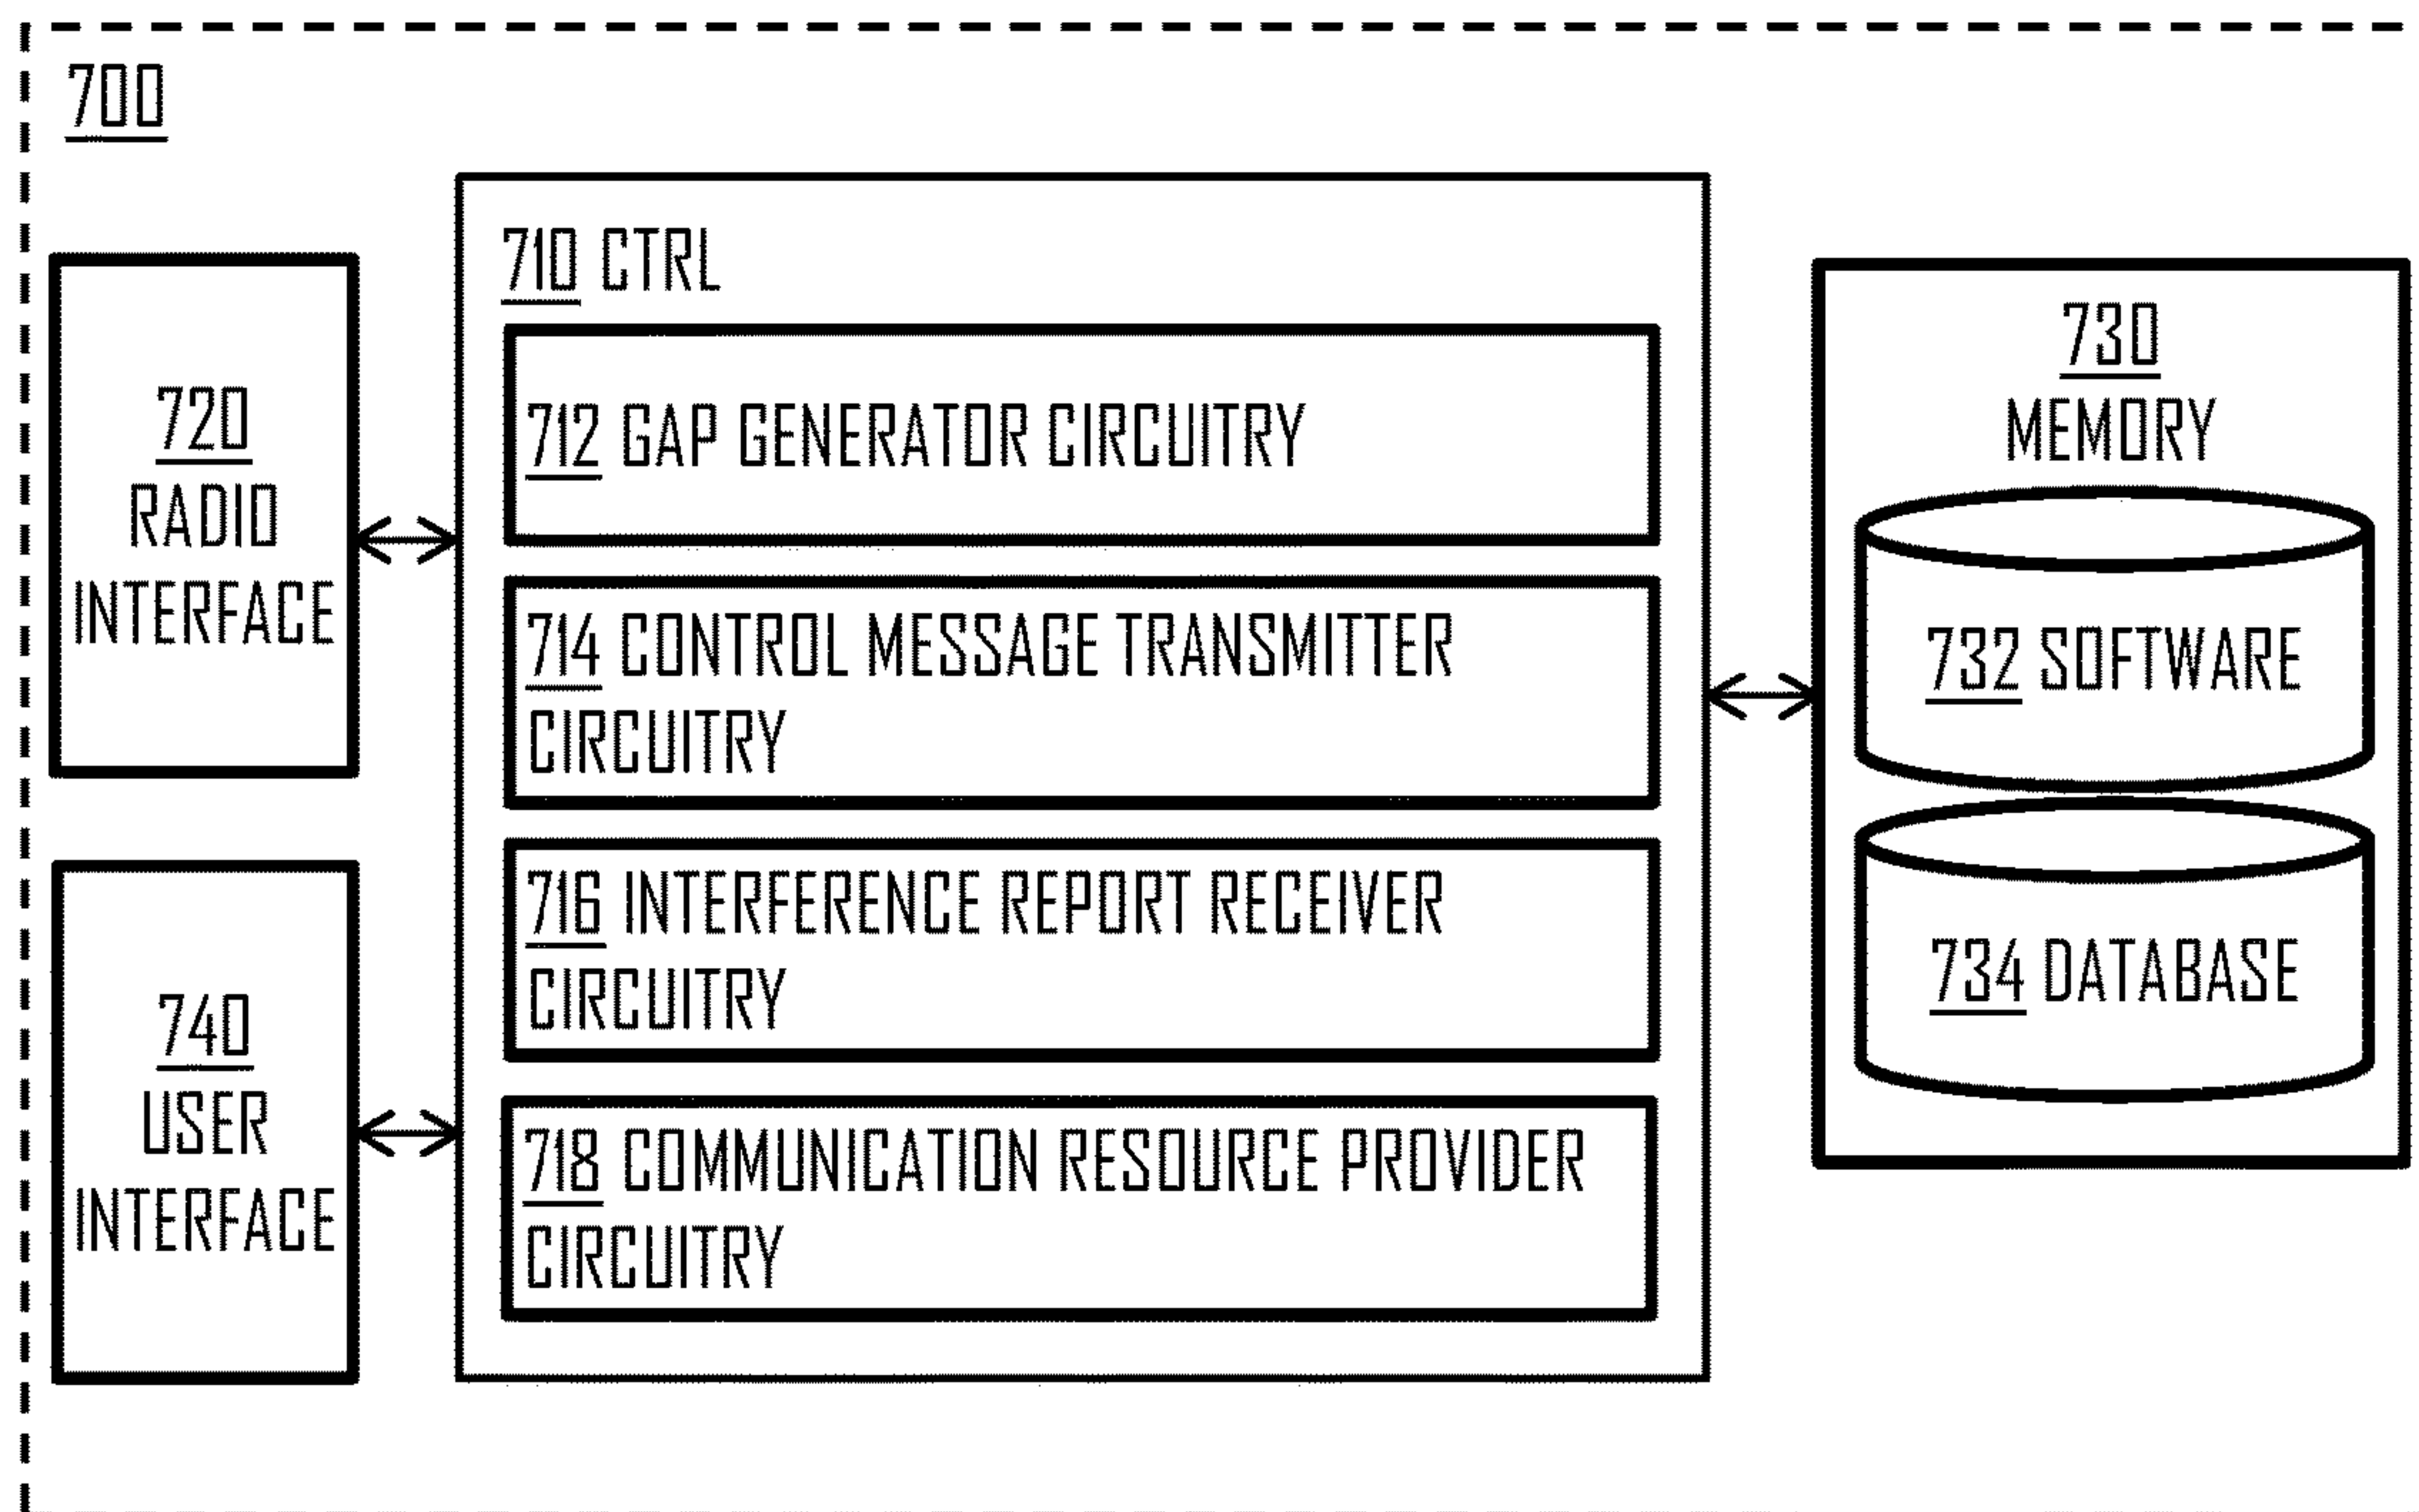 700
720
RADIO
INTERFACE
740
USER
INTERFACE
710 CTRL
712 GAP GENERATOR CIRCUITRY
714 CONTROL MESSAGE TRANSMITTER
CIRCUITRY
716 INTERFERENCE REPORT RECEIVER
CIRCUITRY
718 COMMUNICATION RESOURCE PROVIDER
CIRCUITRY
730
MEMORY
732 SOFTWARE
734 DATABASE